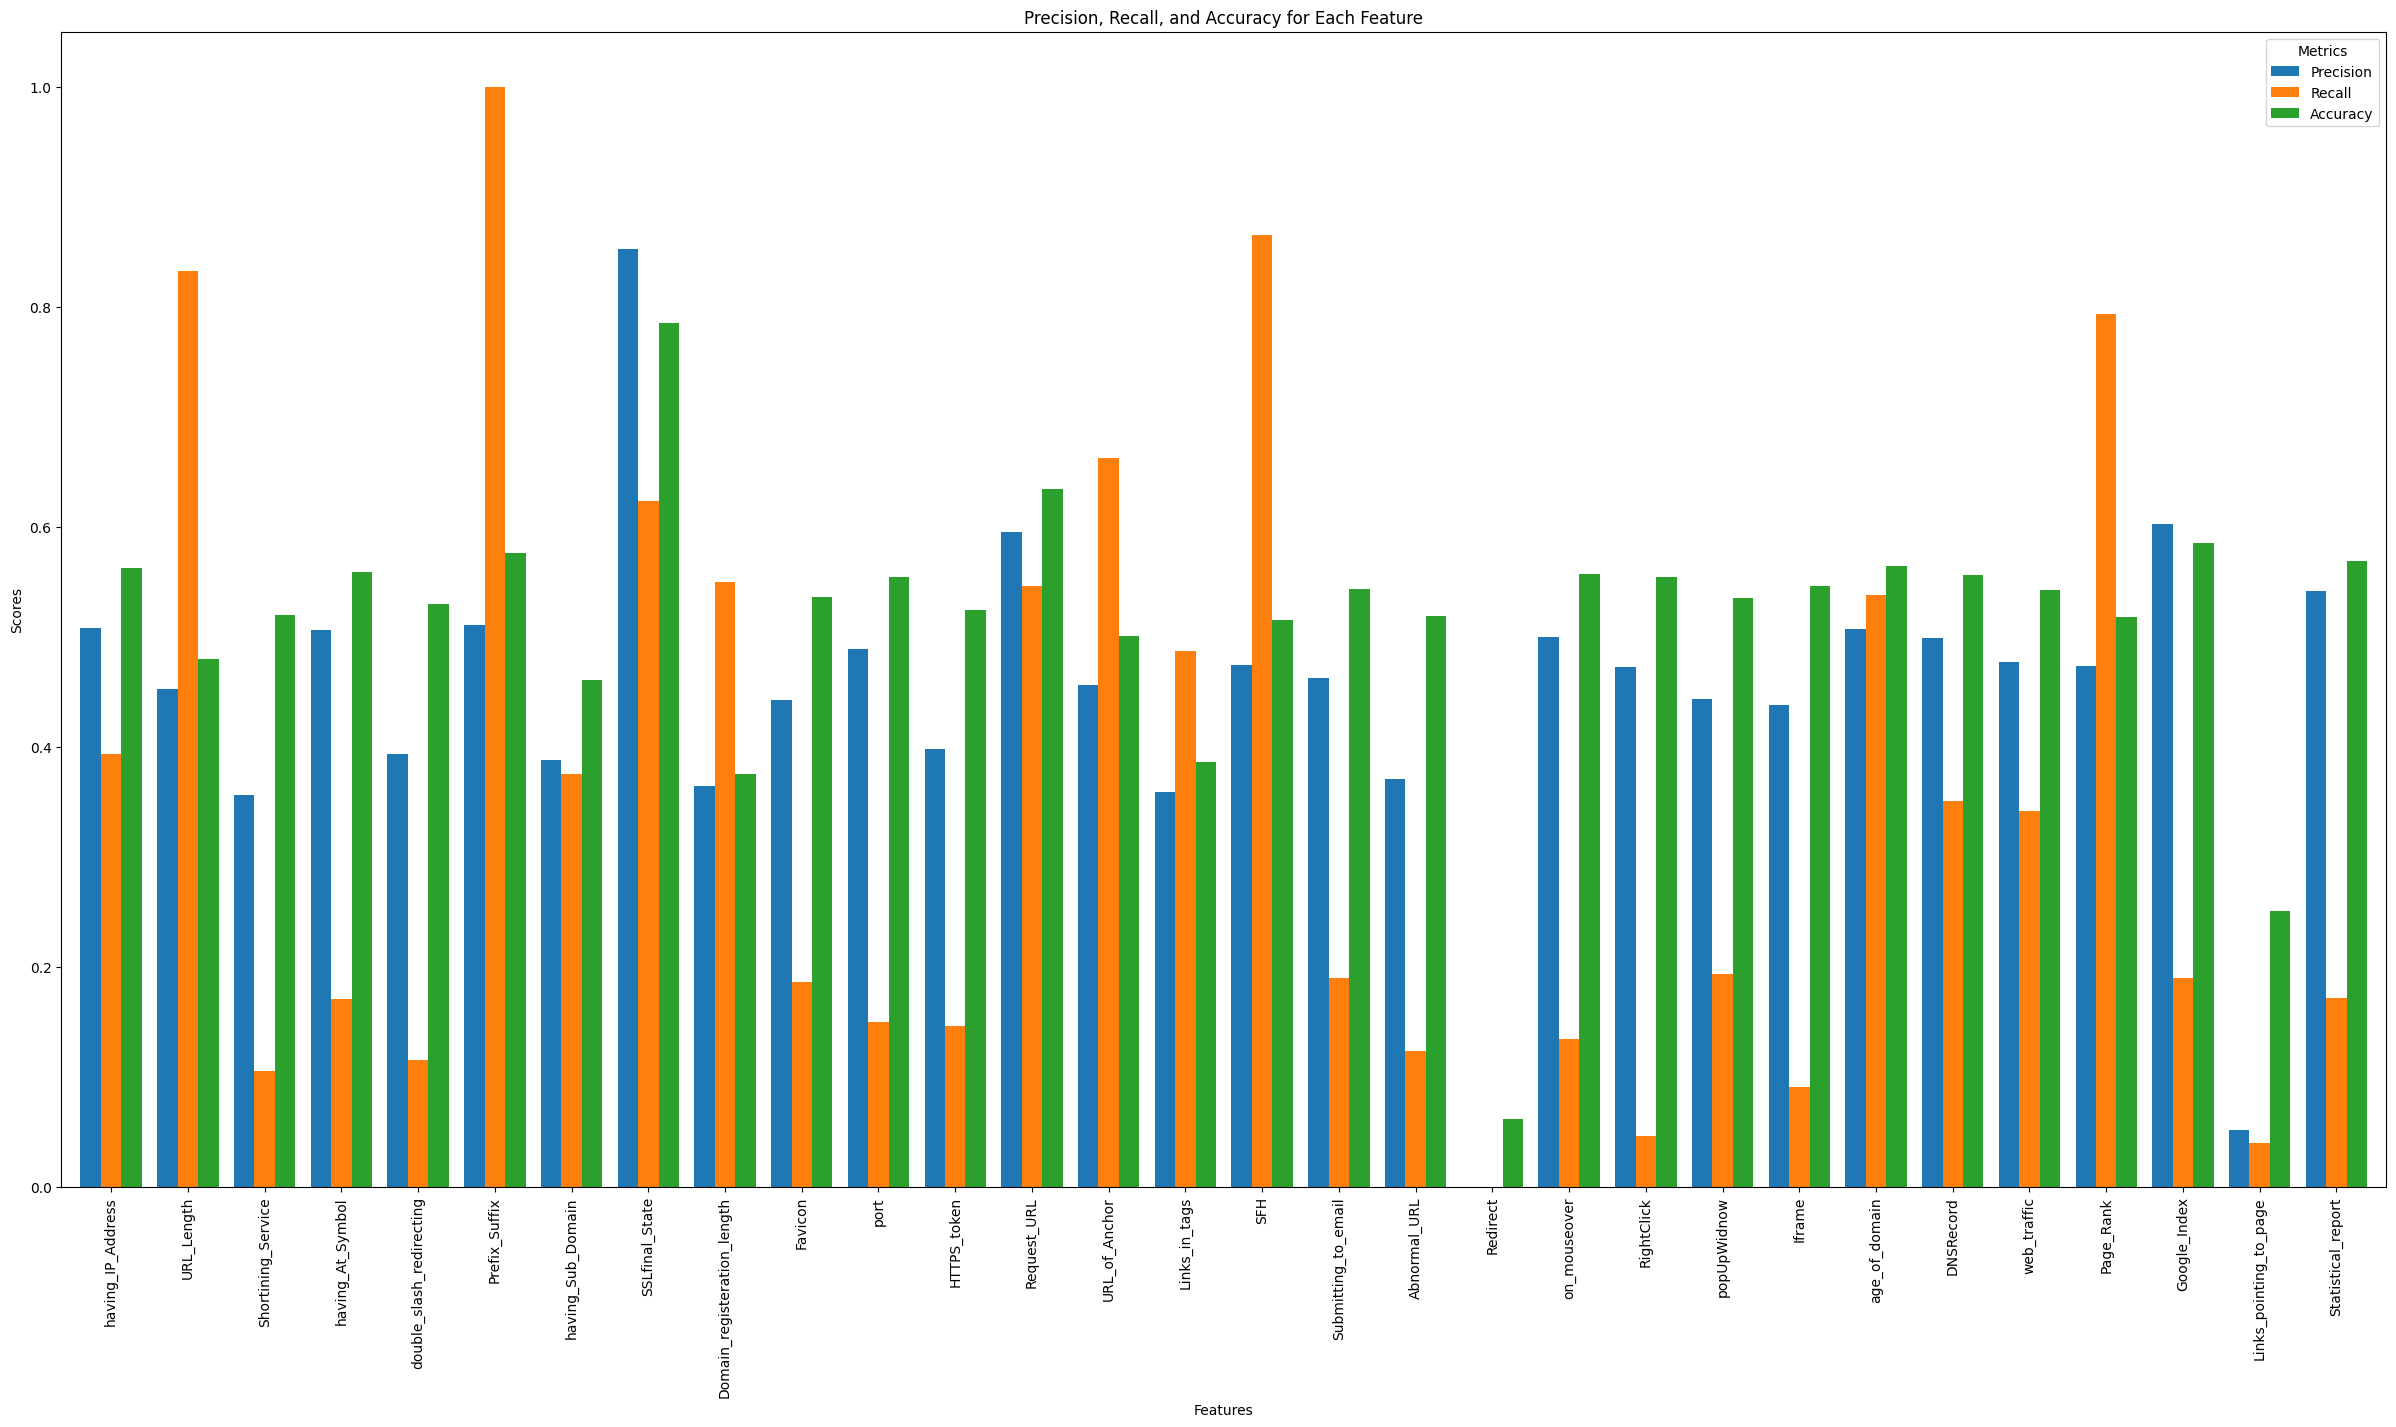 Precision, Recall, and Accuracy for Each Feature
Metrics
Precision
Recall
Accuracy
Scores
1.0
0.8
0.6
0.4
0.2
0.0
having_IP_Address
URL_Length
Shortining_Service
having_At_Symbol
double_slash_redirecting
Prefix_Suffix
having_Sub_Domain
SSLfinal_State
Domain_registeration_length
Favicon
port
HTTPS_token
Request_URL
URL_of_Anchor
Links_in_tags
SFH
Submitting_to_email
Abnormal_URL
Redirect
on_mouseover
RightClick
popUpWidnow
Iframe
age_of_domain
DNSRecord
web_traffic
Page_Rank
Google_Index
Links_pointing_to_page
Statistical_report
Features